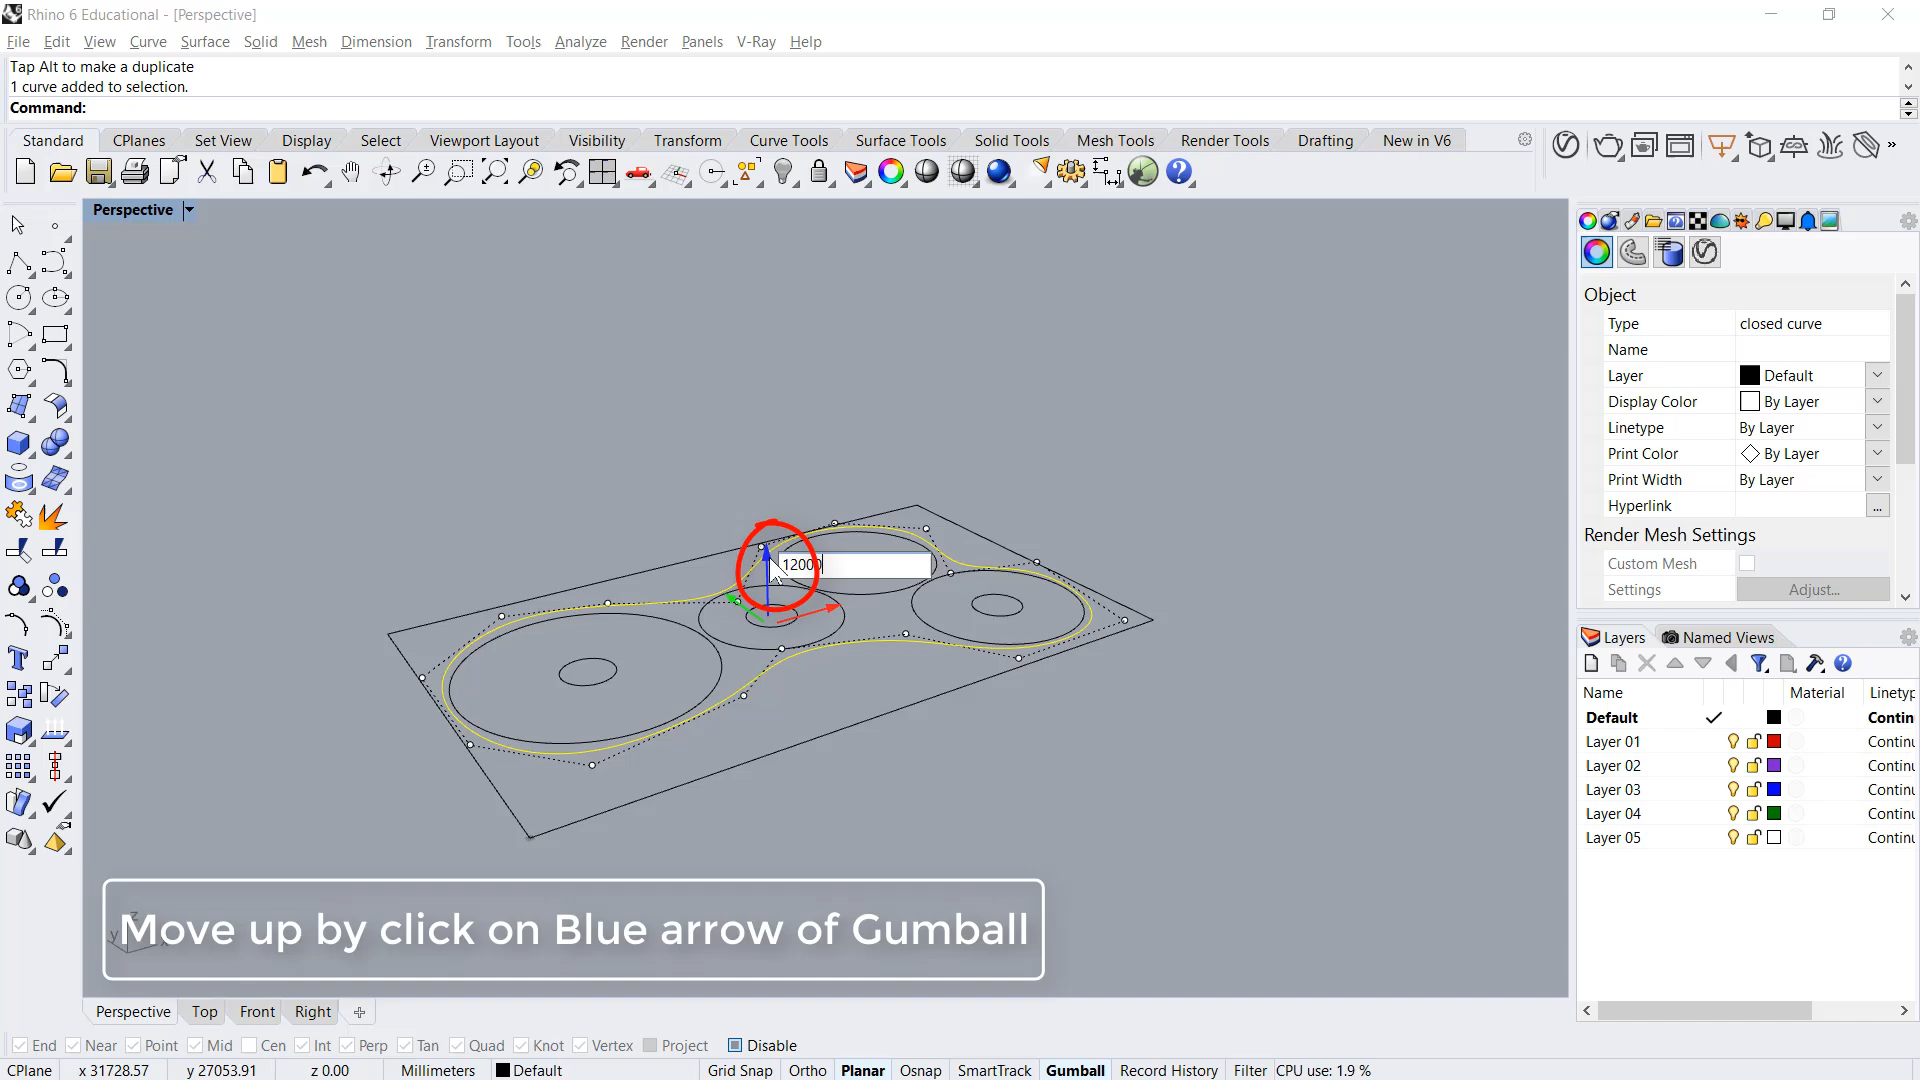 Rhino 6 Educational - [Perspective]
File Edit View Curve Surface Solid Mesh Dimension Transform Tools Analyze Render Panels V-Ray Help
Tap Alt to make a duplicate
1 curve added to selection.
Command:
Standard CPlanes Set View Display Select Viewport Layout Visibility Transform Curve Tools Surface Tools Solid Tools Mesh Tools Render Tools Drafting New in V6
Perspective
Object
Type closed curve
Name
Layer Default
Display Color By Layer
Linetype By Layer
Print Color By Layer
Print Width By Layer
Hyperlink ...
Render Mesh Settings
Custom Mesh
Settings Adjust...
12000
Layers Named Views
Name Material Linetyp
Default Contin
Layer 01 Continu
Layer 02 Continu
Layer 03 Continu
Layer 04 Continu
Layer 05 Continu
z
y x
Move up by click on Blue arrow of Gumball
Perspective Top Front Right
End Near Point Mid Cen Int Perp Tan Quad Knot Vertex Project Disable
CPlane x 31728.57 y 27053.91 z 0.00 Millimeters Default Grid Snap Ortho Planar Osnap SmartTrack Gumball Record History Filter CPU use: 1.9 %